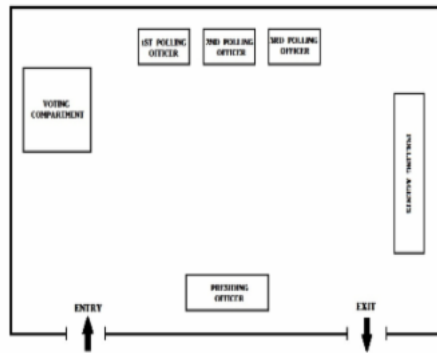 1ST POLLING
OFFICER
2ND POLLING
OFFICER
3RD POLLING
OFFICER
VOTING
COMPARTMENT
POLLING AGENTS
PRESIDING
OFFICER
ENTRY
EXIT